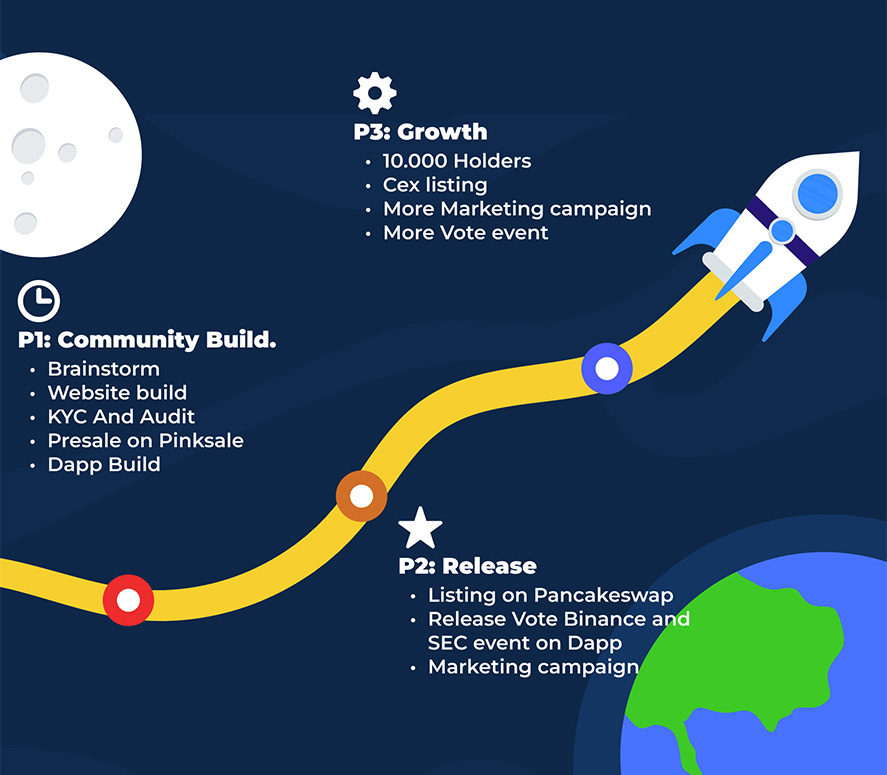 P1: Community Build.
• Brainstorm
• Website build
• KYC And Audit
• Presale on Pinksale
• Dapp Build
P2: Release
• Listing on Pancakeswap
• Release Vote Binance and
SEC event on Dapp
• Marketing campaign
P3: Growth
• 10.000 Holders
• Cex listing
• More Marketing campaign
• More Vote event